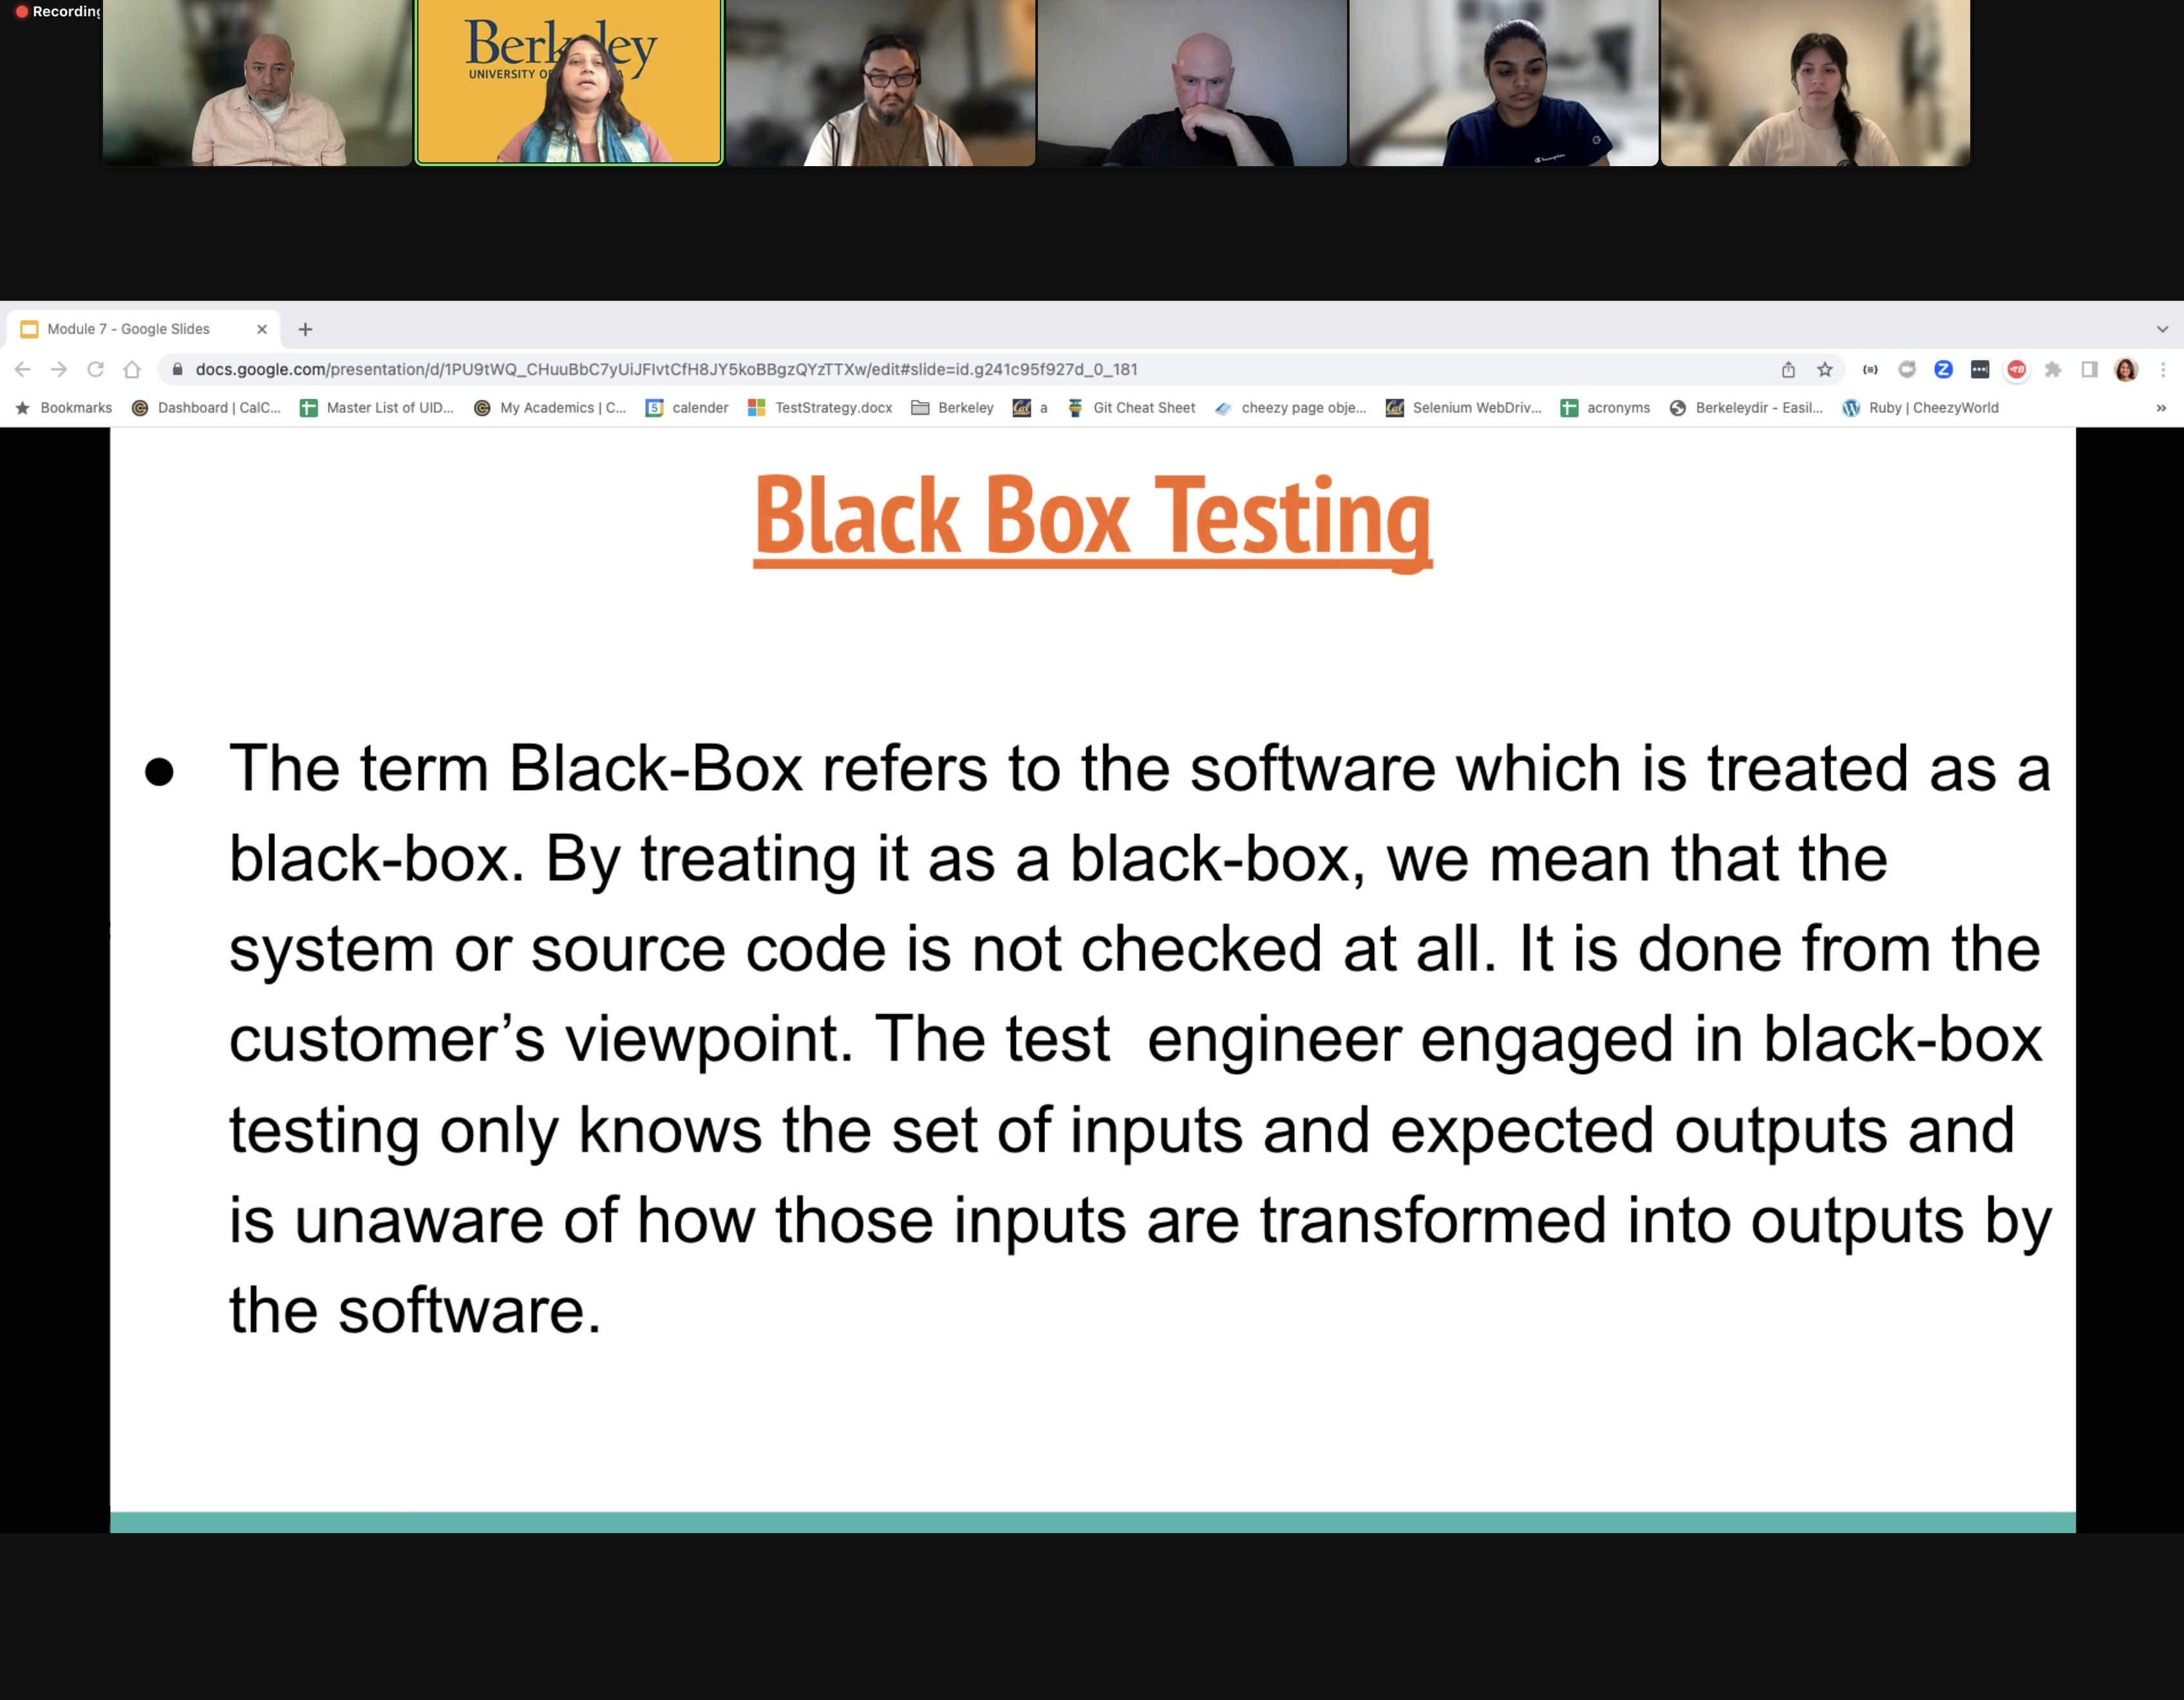 Recording
Berkeley
UNIVERSITY OF
Module 7 - Google Slides
docs.google.com/presentation/d/1PU9tWQ_CHuuBbC7yUiJFIvtCfH8JY5koBBgzQYzTTXw/edit#slide=id.g241c95f927d_0_181
Bookmarks Dashboard | CalC... Master List of UID... My Academics | C... 5 calender TestStrategy.docx Berkeley Cal a Git Cheat Sheet cheezy page obje... Cal Selenium WebDriv... acronyms Berkeleydir - Easil... Ruby | CheezyWorld »
Black Box Testing
● The term Black-Box refers to the software which is treated as a
black-box. By treating it as a black-box, we mean that the
system or source code is not checked at all. It is done from the
customer’s viewpoint. The test  engineer engaged in black-box
testing only knows the set of inputs and expected outputs and
is unaware of how those inputs are transformed into outputs by
the software.